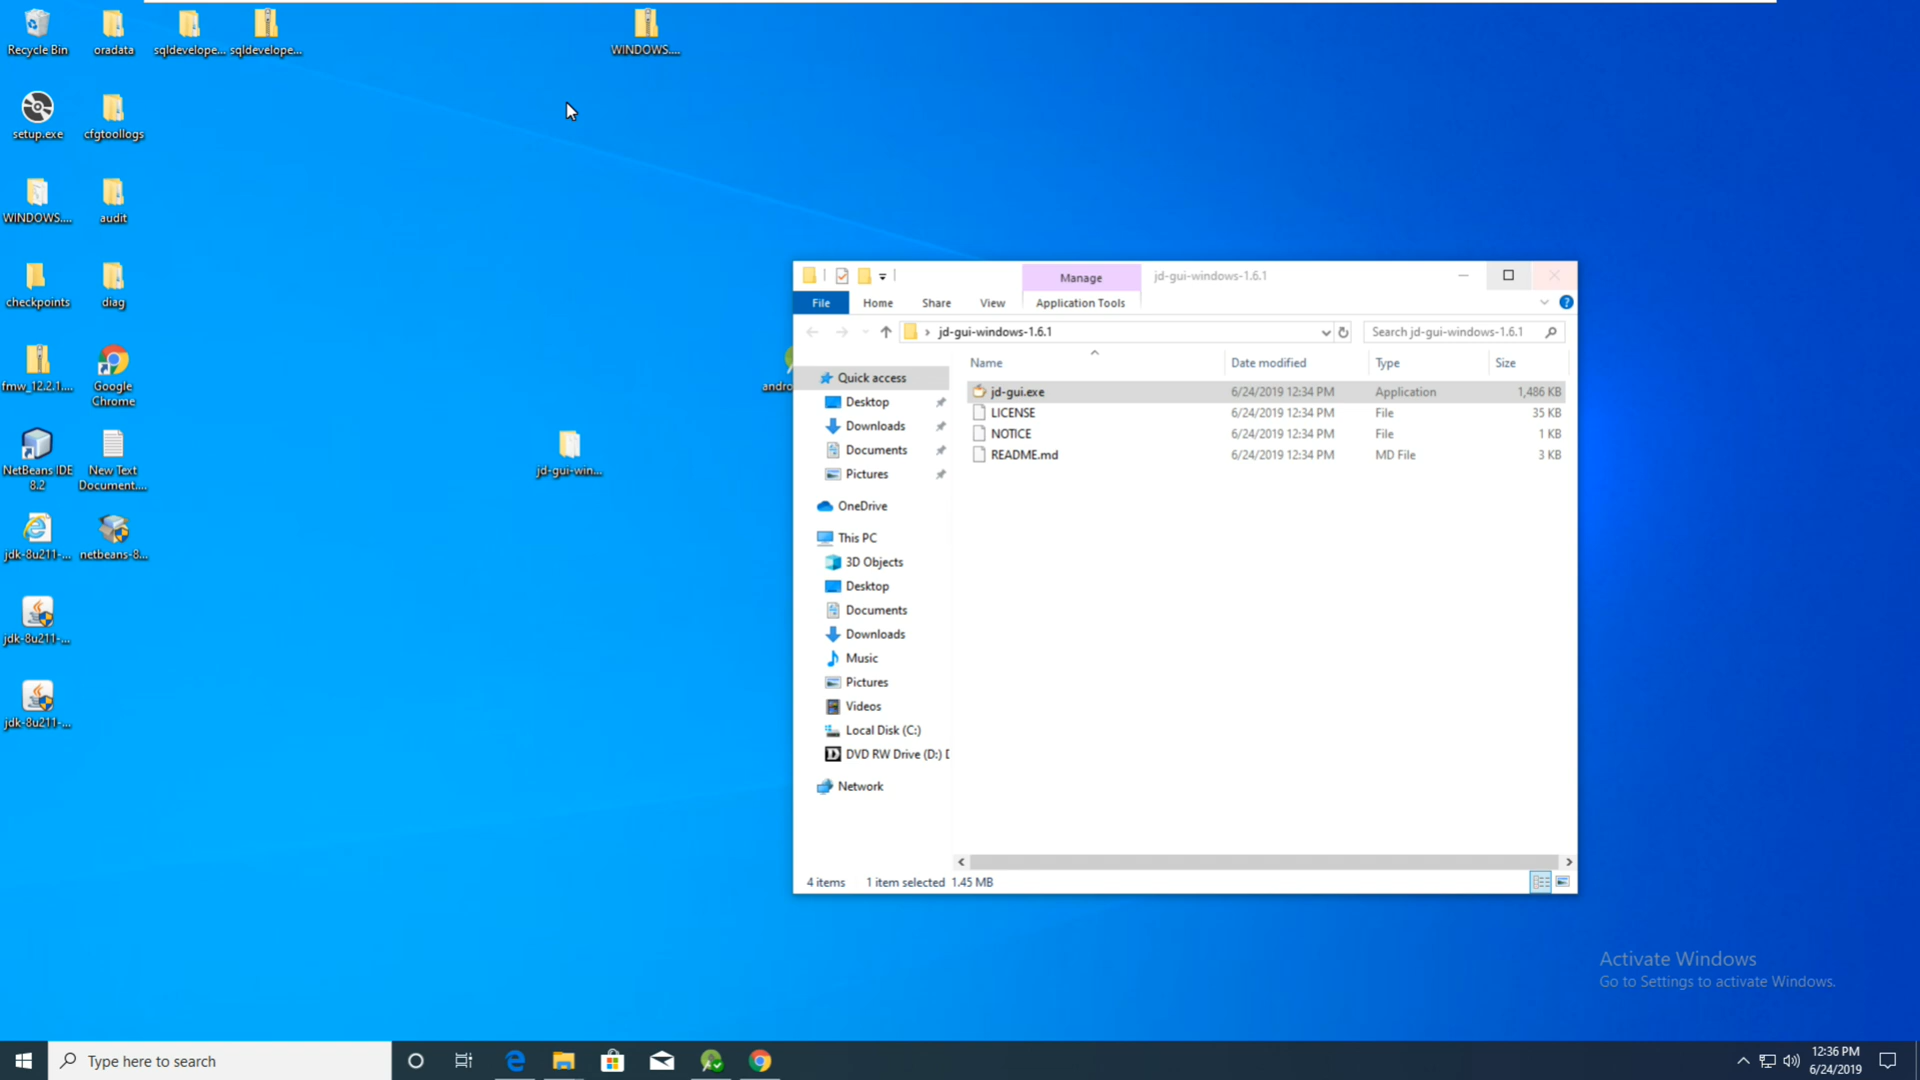 Recycle Bin
oradata
sqldevelope...
sqldevelope...
WINDOWS....
setup.exe
cfgtoollogs
WINDOWS....
audit
checkpoints
diag
fmw_12.2.1....
Google
Chrome
NetBeans IDE
8.2
New Text
Document....
jdk-8u211-...
netbeans-8...
jdk-8u211-...
jdk-8u211-...
jd-gui-win...
andro
Manage
jd-gui-windows-1.6.1
File
Home
Share
View
Application Tools
jd-gui-windows-1.6.1
Search jd-gui-windows-1.6.1
Name
Date modified
Type
Size
Quick access
Desktop
Downloads
Documents
Pictures
OneDrive
This PC
3D Objects
Desktop
Documents
Downloads
Music
Pictures
Videos
Local Disk (C:)
DVD RW Drive (D:) D
Network
jd-gui.exe 6/24/2019 12:34 PM Application 1,486 KB
LICENSE 6/24/2019 12:34 PM File 35 KB
NOTICE 6/24/2019 12:34 PM File 1 KB
README.md 6/24/2019 12:34 PM MD File 3 KB
4 items 1 item selected 1.45 MB
Activate Windows
Go to Settings to activate Windows.
Type here to search
12:36 PM
6/24/2019